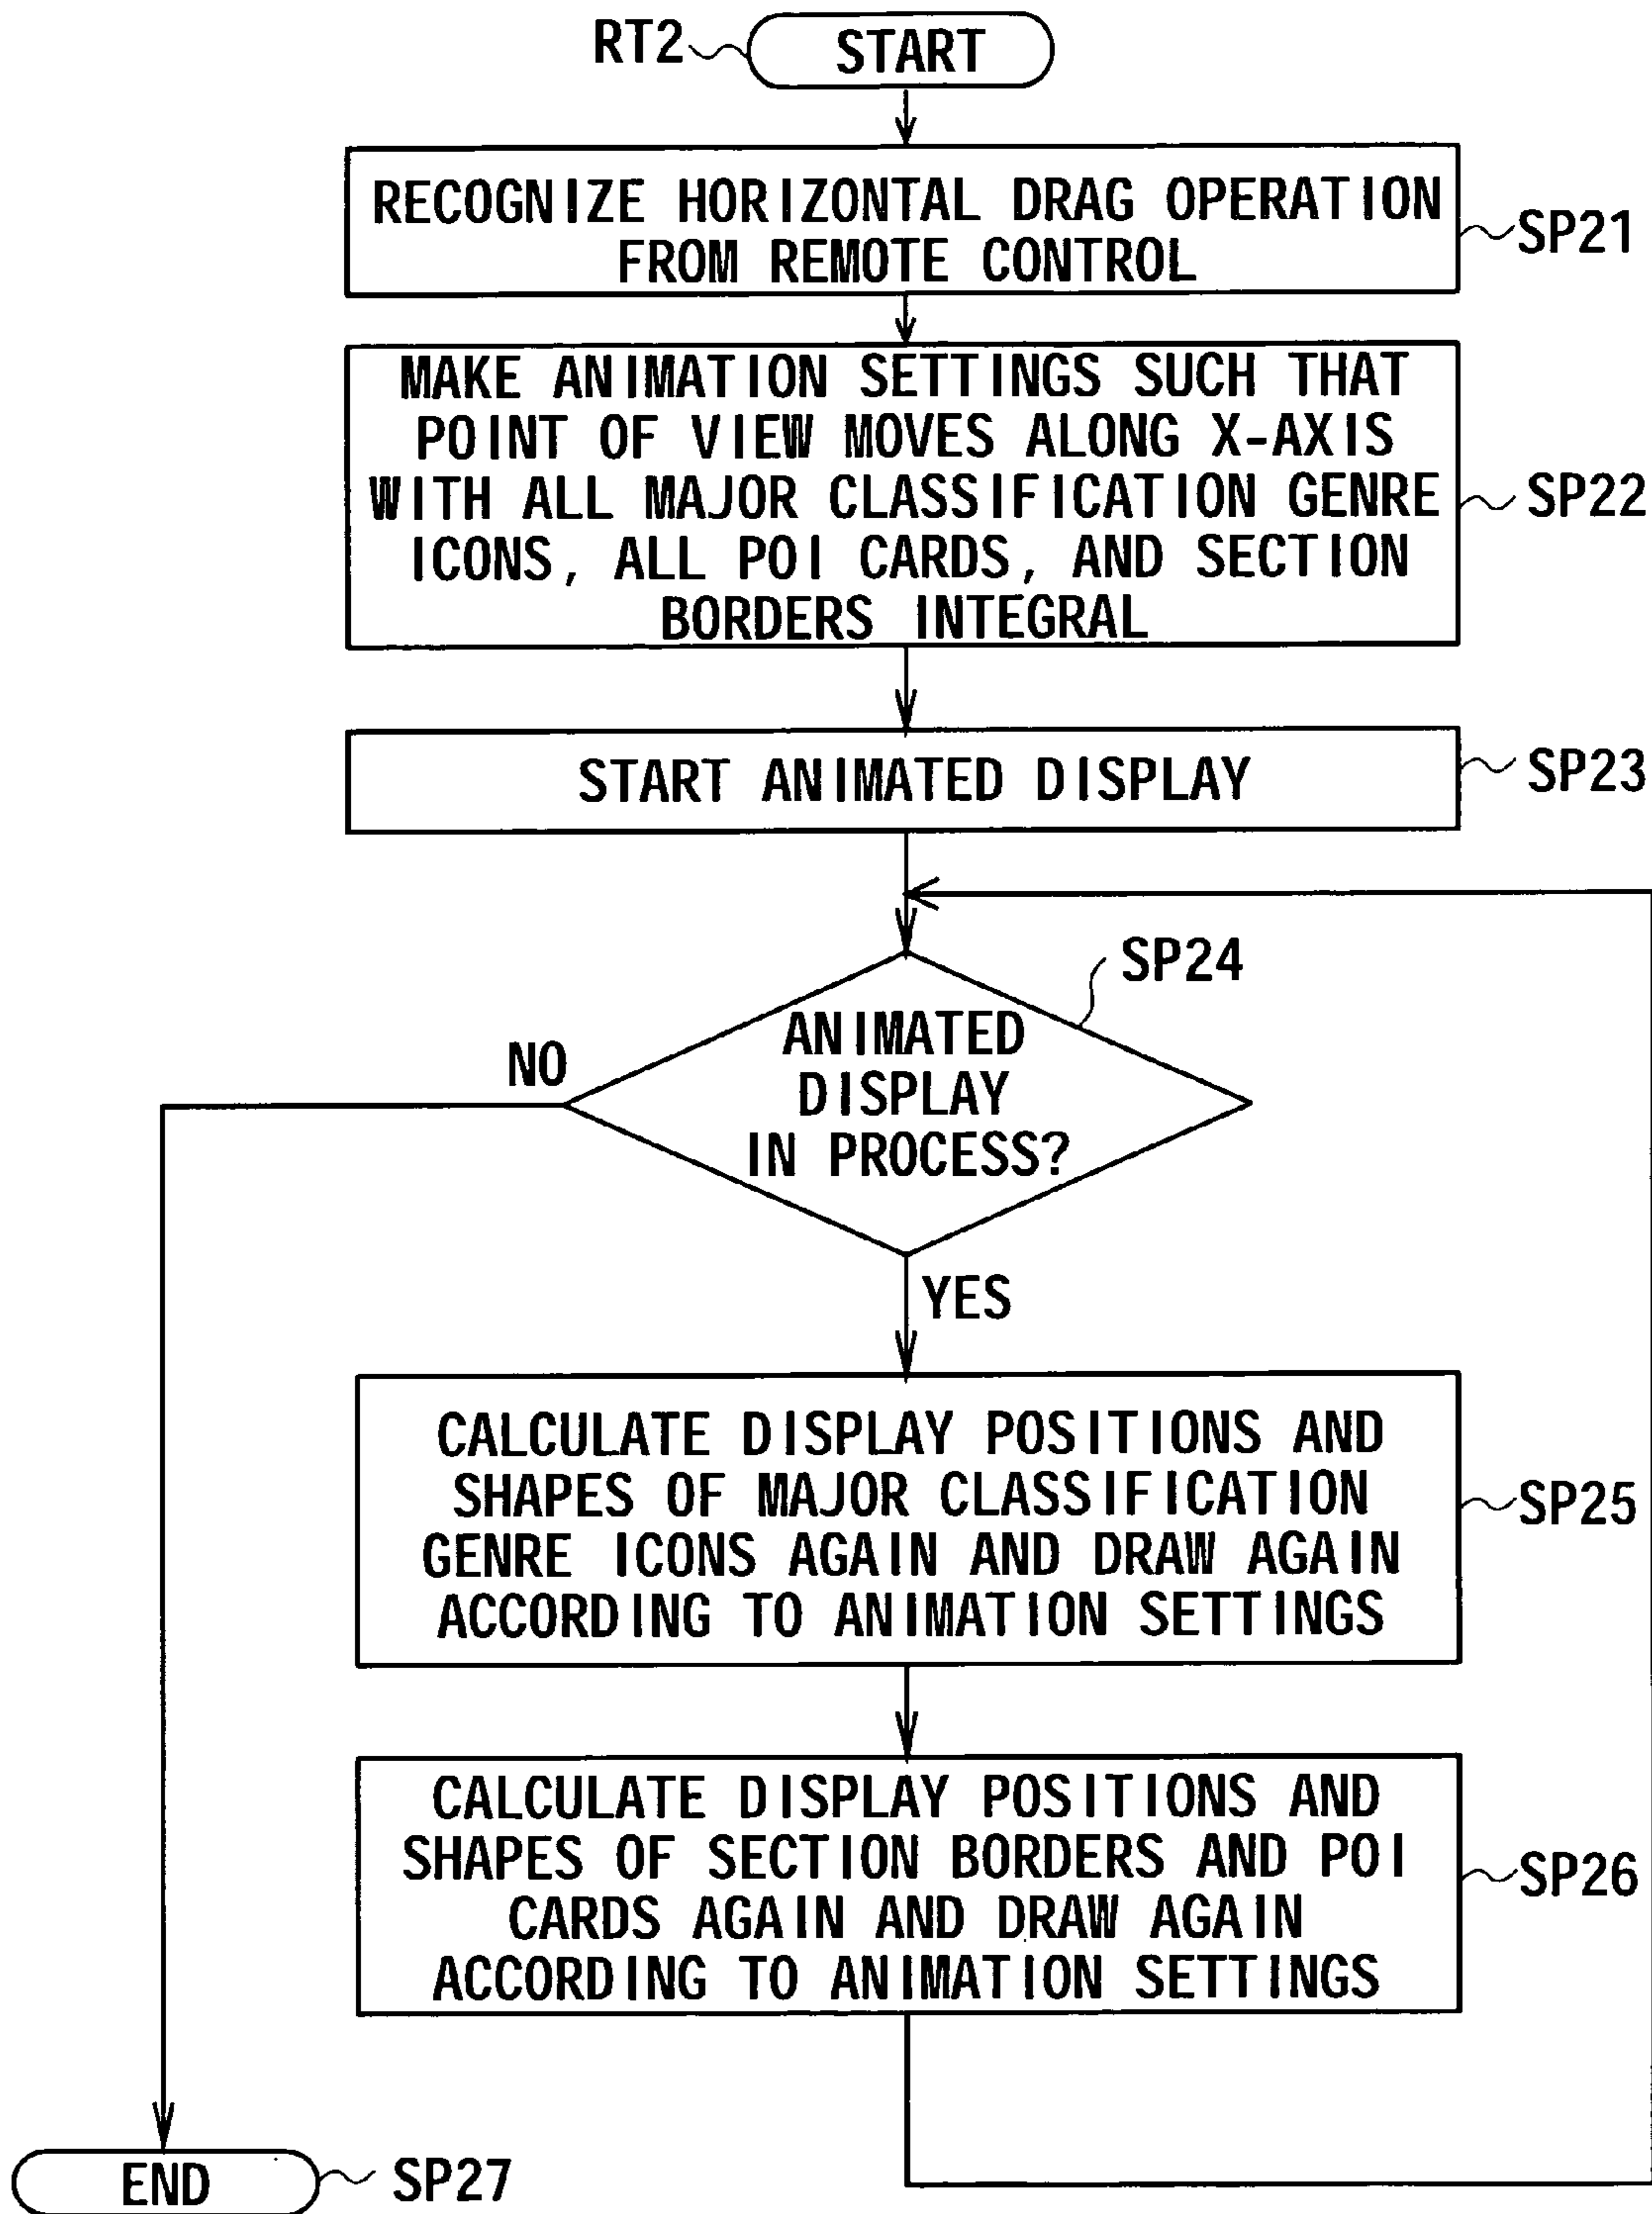 RT2
START
RECOGNIZE HORIZONTAL DRAG OPERATION
FROM REMOTE CONTROL
SP21
MAKE ANIMATION SETTINGS SUCH THAT
POINT OF VIEW MOVES ALONG X-AXIS
WITH ALL MAJOR CLASSIFICATION GENRE
ICONS, ALL POI CARDS, AND SECTION
BORDERS INTEGRAL
SP22
START ANIMATED DISPLAY
SP23
SP24
ANIMATED
DISPLAY
IN PROCESS?
NO
YES
CALCULATE DISPLAY POSITIONS AND
SHAPES OF MAJOR CLASSIFICATION
GENRE ICONS AGAIN AND DRAW AGAIN
ACCORDING TO ANIMATION SETTINGS
SP25
CALCULATE DISPLAY POSITIONS AND
SHAPES OF SECTION BORDERS AND POI
CARDS AGAIN AND DRAW AGAIN
ACCORDING TO ANIMATION SETTINGS
SP26
END
SP27